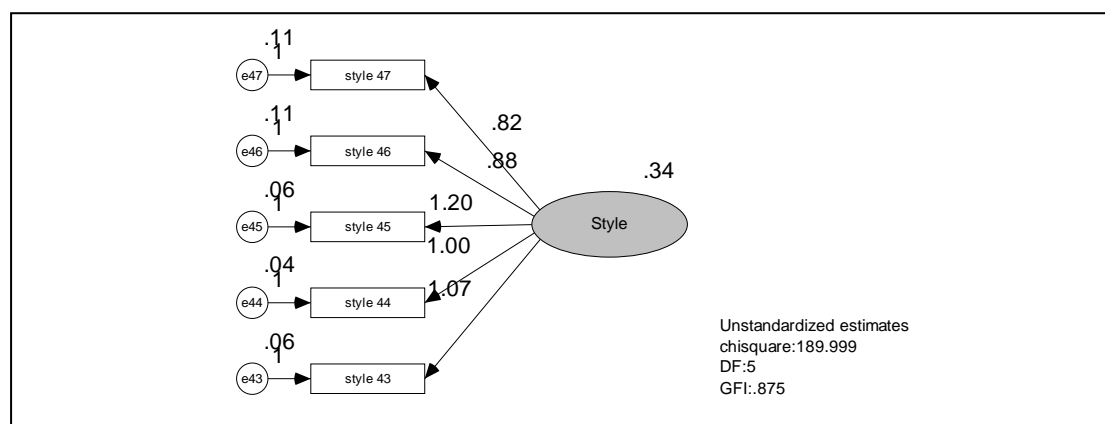 .11
1
e47
style 47
.82
.11
1
e46
style 46
.88
.34
.06
1
e45
style 45
1.20
Style
1.00
.04
1
e44
style 44
1.07
.06
1
e43
style 43
Unstandardized estimates
chisquare:189.999
DF:5
GFI:.875